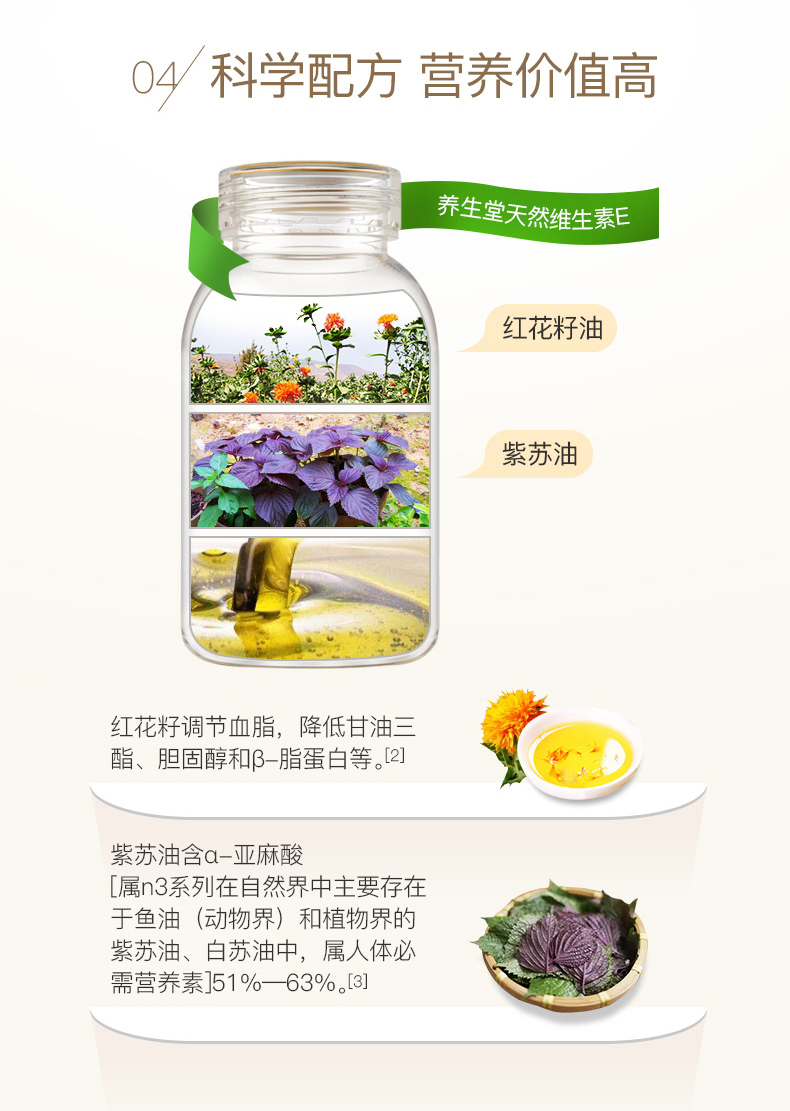 04 科学配方 营养价值高
养生堂天然维生素E
红花籽油
紫苏油
红花籽调节血脂，降低甘油三
酯、胆固醇和β-脂蛋白等。[2]
紫苏油含α-亚麻酸
[属n3系列在自然界中主要存在
于鱼油（动物界）和植物界的
紫苏油、白苏油中，属人体必
需营养素]51%—63%。[3]